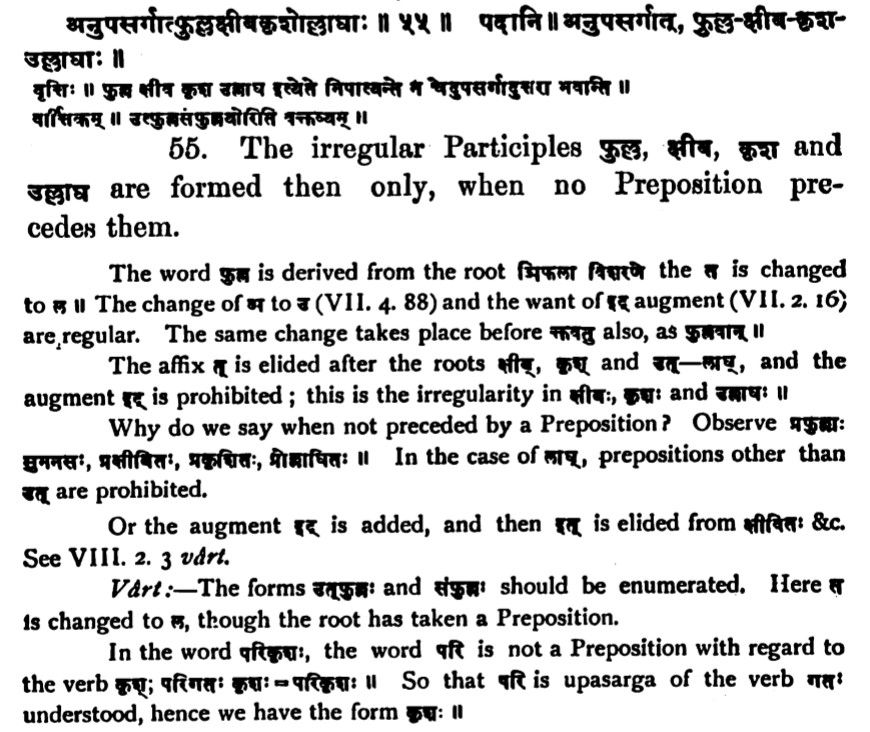 अनुपसर्गात्फुल्लक्षीबकृशोल्लाघाः ॥ ५५ ॥ पदानि ॥ अनुपसर्गात्, फुल्ल-क्षीब-कृश-
उल्लाघाः ॥
वृत्तिः ॥ फुल्ल क्षीब कृश उल्लाघ इत्येते निपात्यन्ते न चेदुपसर्गादुत्तरा भवन्ति ॥
वार्त्तिकम् ॥ उत्फुल्लसंफुल्लयोरिति वक्तव्यम् ॥
55. The irregular Participles फुल्ल, क्षीब, कृश and
उल्लाघ are formed then only, when no Preposition pre-
cedes them.
The word फुल्ल is derived from the root ञिफला विशरणे the त is changed
to ल ॥ The change of अ to उ (VII. 4. 88) and the want of इट् augment (VII. 2. 16)
are regular. The same change takes place before क्तवतु also, as फुल्लवान् ॥
The affix त् is elided after the roots क्षीब्, कृश् and उत्—लाघ्, and the
augment इट् is prohibited ; this is the irregularity in क्षीबः, कृशः and उल्लाघः ॥
Why do we say when not preceded by a Preposition? Observe प्रफुल्ताः
सुमनसः, प्रक्षीबितः, प्रकृशितः, प्रोल्लाघितः ॥ In the case of लाघ्, prepositions other than
उत् are prohibited.
Or the augment इट् is added, and then इत् is elided from क्षीबितः &c.
See VIII. 2. 3 vârt.
Vârt:—The forms उत्फुल्लः and संफुल्लः should be enumerated. Here त
is changed to ल, though the root has taken a Preposition.
In the word परिकृशः, the word परि is not a Preposition with regard to
the verb कृश्; परिगतः कृशः = परिकृशः ॥ So that परि is upasarga of the verb गतः
understood, hence we have the form कृशः ॥